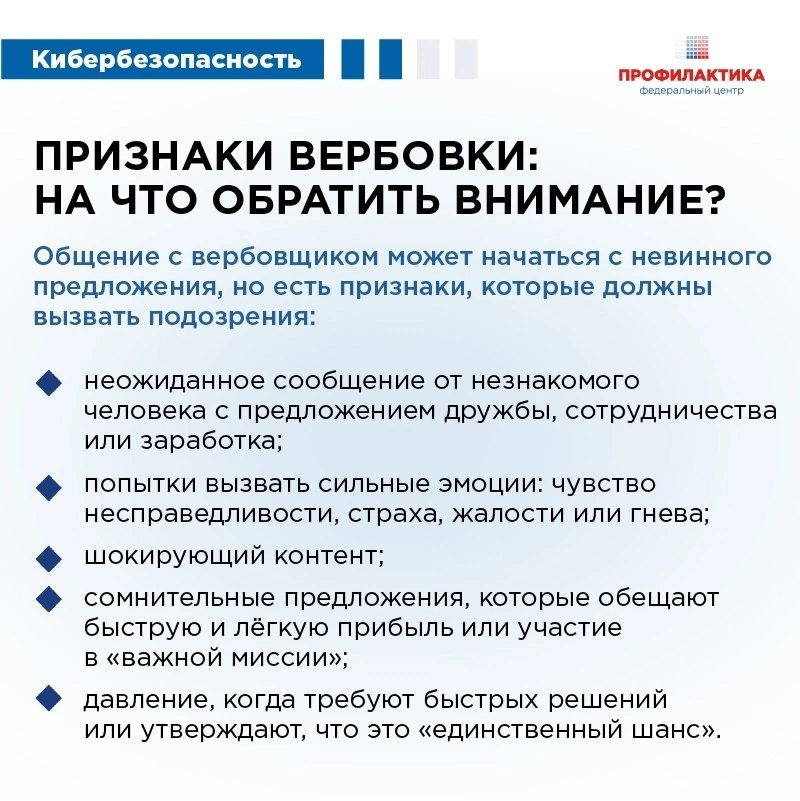 Кибербезопасность
ПРОФИЛАКТИКА
федеральный центр
ПРИЗНАКИ ВЕРБОВКИ:
НА ЧТО ОБРАТИТЬ ВНИМАНИЕ?
Общение с вербовщиком может начаться с невинного
предложения, но есть признаки, которые должны
вызвать подозрения:
неожиданное сообщение от незнакомого
человека с предложением дружбы, сотрудничества
или заработка;
попытки вызвать сильные эмоции: чувство
несправедливости, страха, жалости или гнева;
шокирующий контент;
сомнительные предложения, которые обещают
быструю и лёгкую прибыль или участие
в «важной миссии»;
давление, когда требуют быстрых решений
или утверждают, что это «единственный шанс».